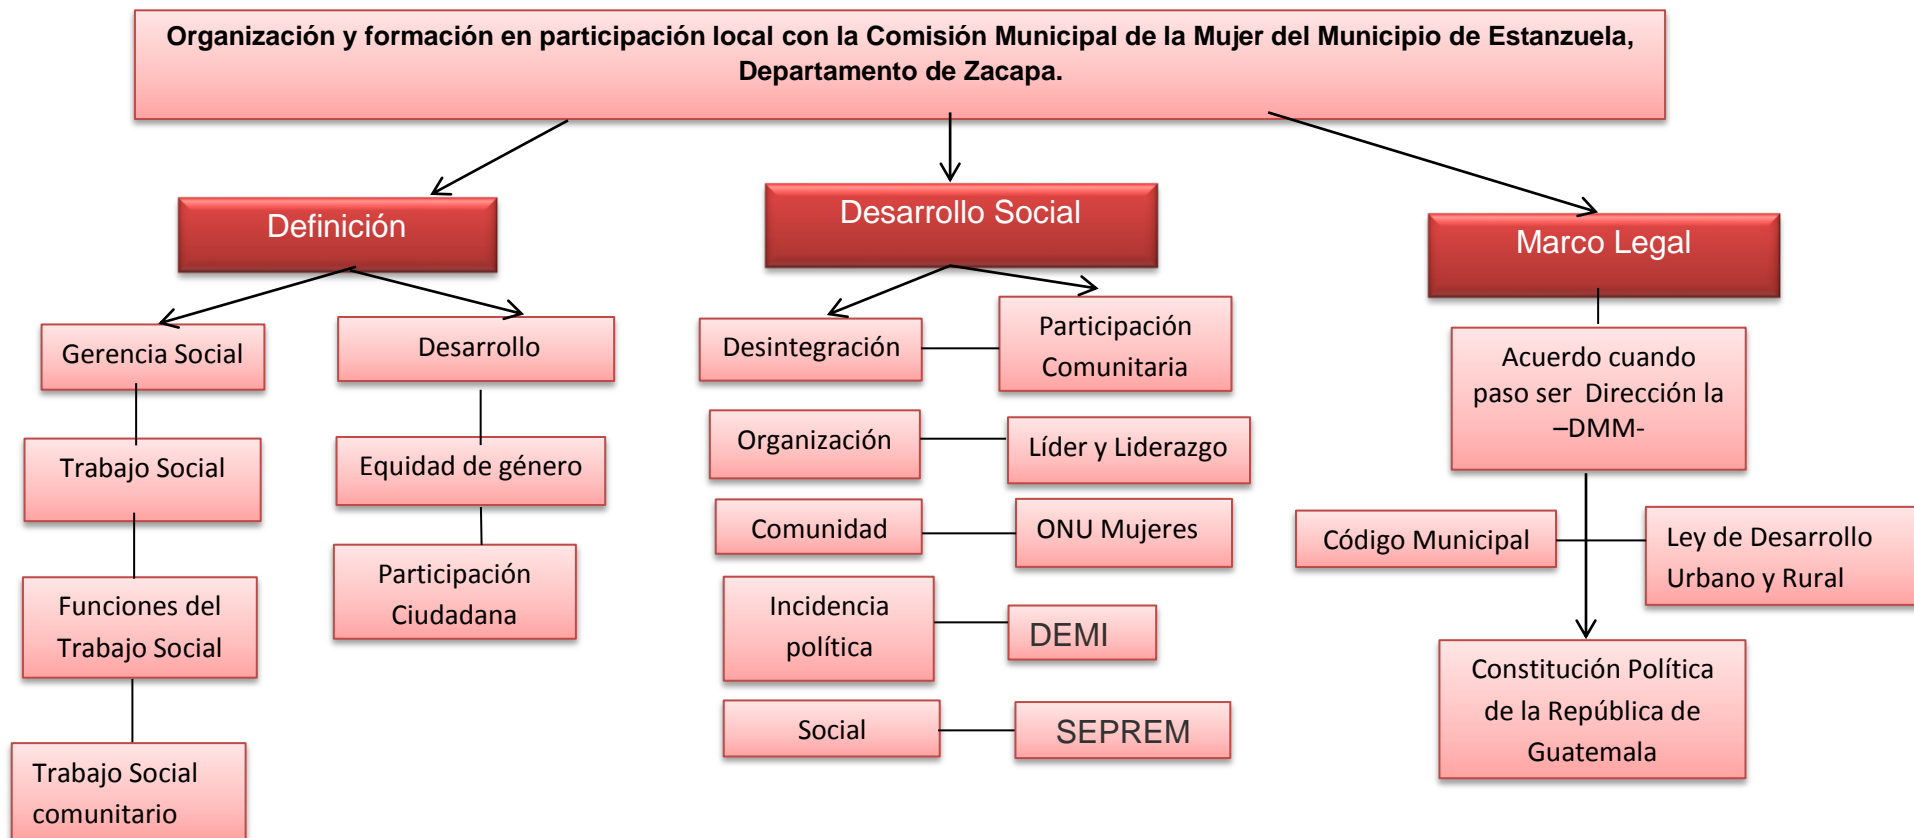 Organización y formación en participación local con la Comisión Municipal de la Mujer del Municipio de Estanzuela,
Departamento de Zacapa.
Definición
Desarrollo Social
Marco Legal
Gerencia Social
Desarrollo
Trabajo Social
Equidad de género
Funciones del
Trabajo Social
Participación
Ciudadana
Trabajo Social
comunitario
Desintegración
Participación
Comunitaria
Organización
Líder y Liderazgo
Comunidad
ONU Mujeres
Incidencia
política
DEMI
Social
SEPREM
Acuerdo cuando
paso ser Dirección la
–DMM-
Código Municipal
Ley de Desarrollo
Urbano y Rural
Constitución Política
de la República de
Guatemala